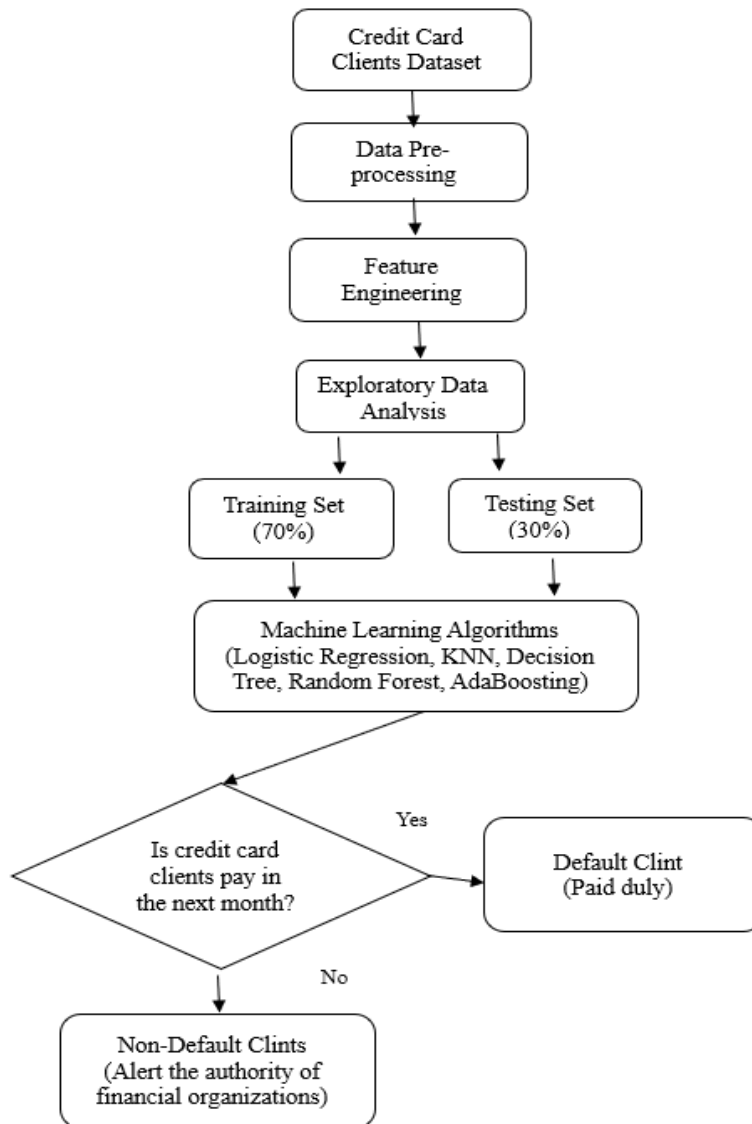 Credit Card
Clients Dataset
Data Pre-
processing
Feature
Engineering
Exploratory Data
Analysis
Training Set
(70%)
Testing Set
(30%)
Machine Learning Algorithms
(Logistic Regression, KNN, Decision
Tree, Random Forest, AdaBoosting)
Is credit card
clients pay in
the next month?
Yes
Default Clint
(Paid duly)
No
Non-Default Clints
(Alert the authority of
financial organizations)